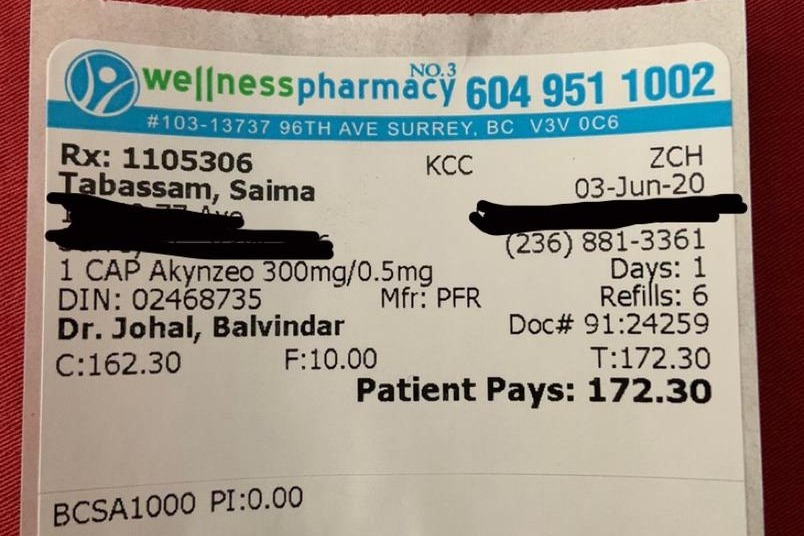 wellnesspharmacy NO.3 604 951 1002
#103-13737 96TH AVE SURREY, BC V3V 0C6
Rx: 1105306 KCC ZCH
Tabassam, Saima 03-Jun-20
77 Ave
(236) 881-3361
1 CAP Akynzeo 300mg/0.5mg Days: 1
DIN: 02468735 Mfr: PFR Refills: 6
Dr. Johal, Balvindar Doc# 91:24259
C:162.30 F:10.00 T:172.30
Patient Pays: 172.30
BCSA1000 PI:0.00